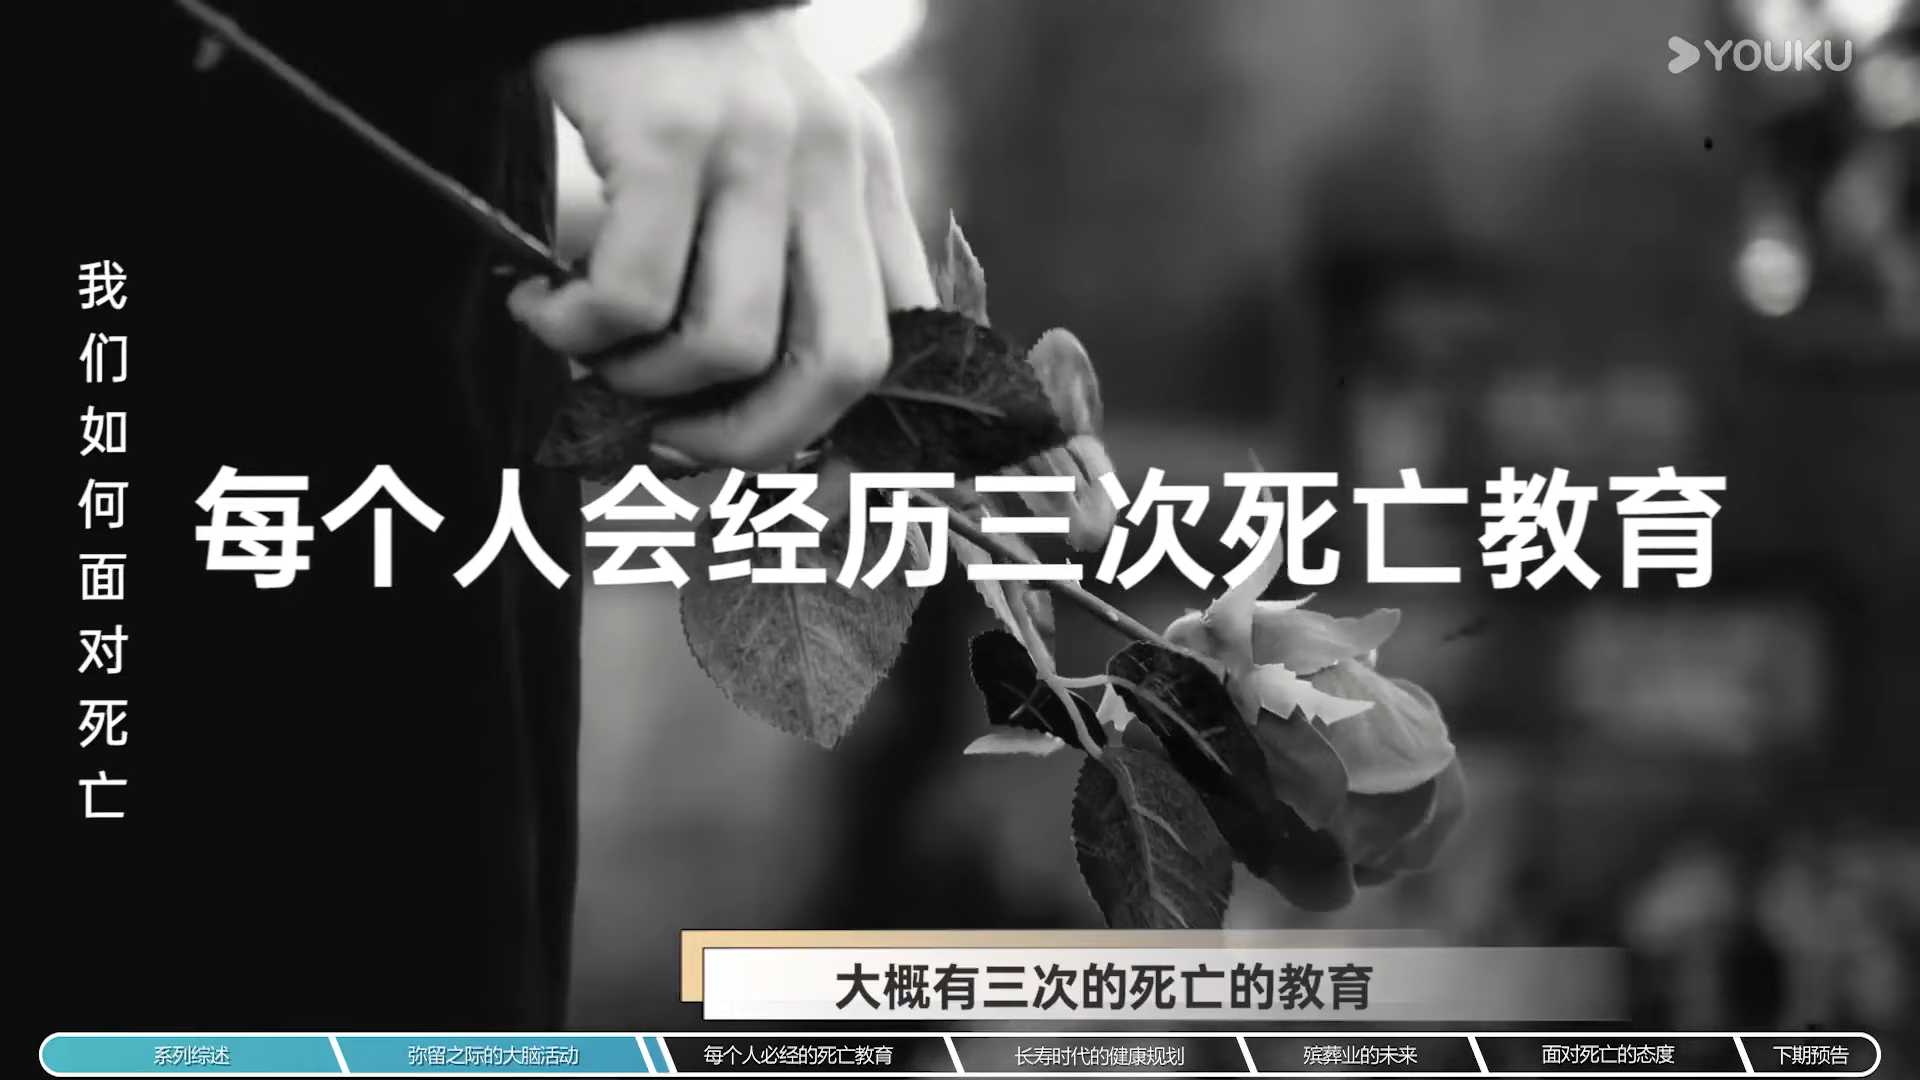 YOUKU
我们如何面对死亡
每个人会经历三次死亡教育
大概有三次的死亡的教育
系列综述
弥留之际的大脑活动
每个人必经的死亡教育
长寿时代的健康规划
殡葬业的未来
面对死亡的态度
下期预告